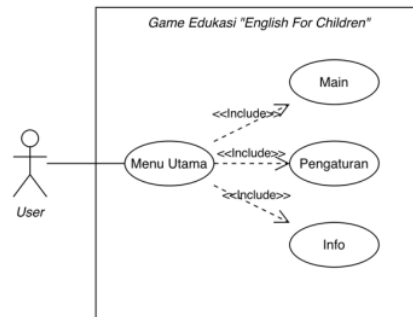 Game Edukasi "English For Children"
Main
<<Include>>
Menu Utama
<<Include>>
Pengaturan
<<Include>>
User
Info